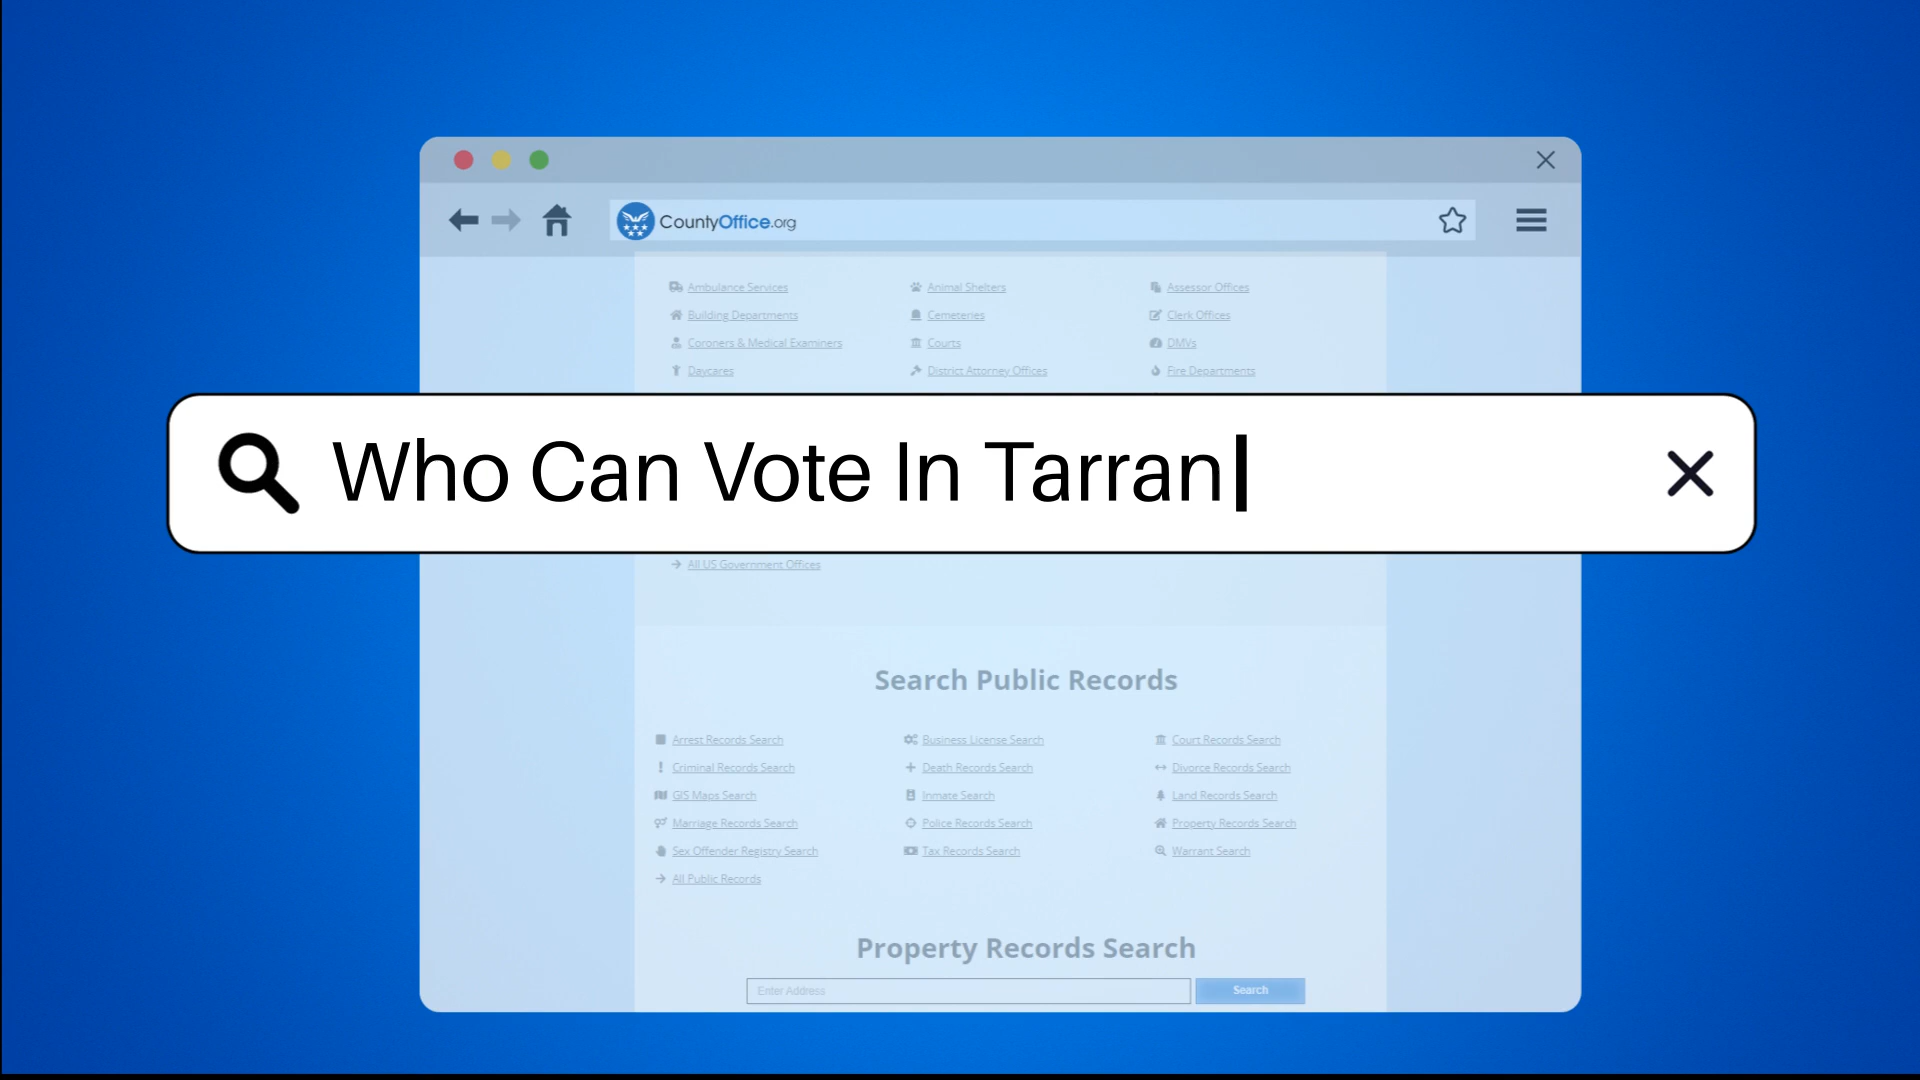 CountyOffice.org
Ambulance Services Animal Shelters Assessor Offices
Building Departments Cemeteries Clerk Offices
Coroners & Medical Examiners Courts DMVs
Daycares District Attorney Offices Fire Departments
Who Can Vote In Tarran
All US Government Offices
Search Public Records
Arrest Records Search Business License Search Court Records Search
Criminal Records Search Death Records Search Divorce Records Search
GIS Maps Search Inmate Search Land Records Search
Marriage Records Search Police Records Search Property Records Search
Sex Offender Registry Search Tax Records Search Warrant Search
All Public Records
Property Records Search
Enter Address Search